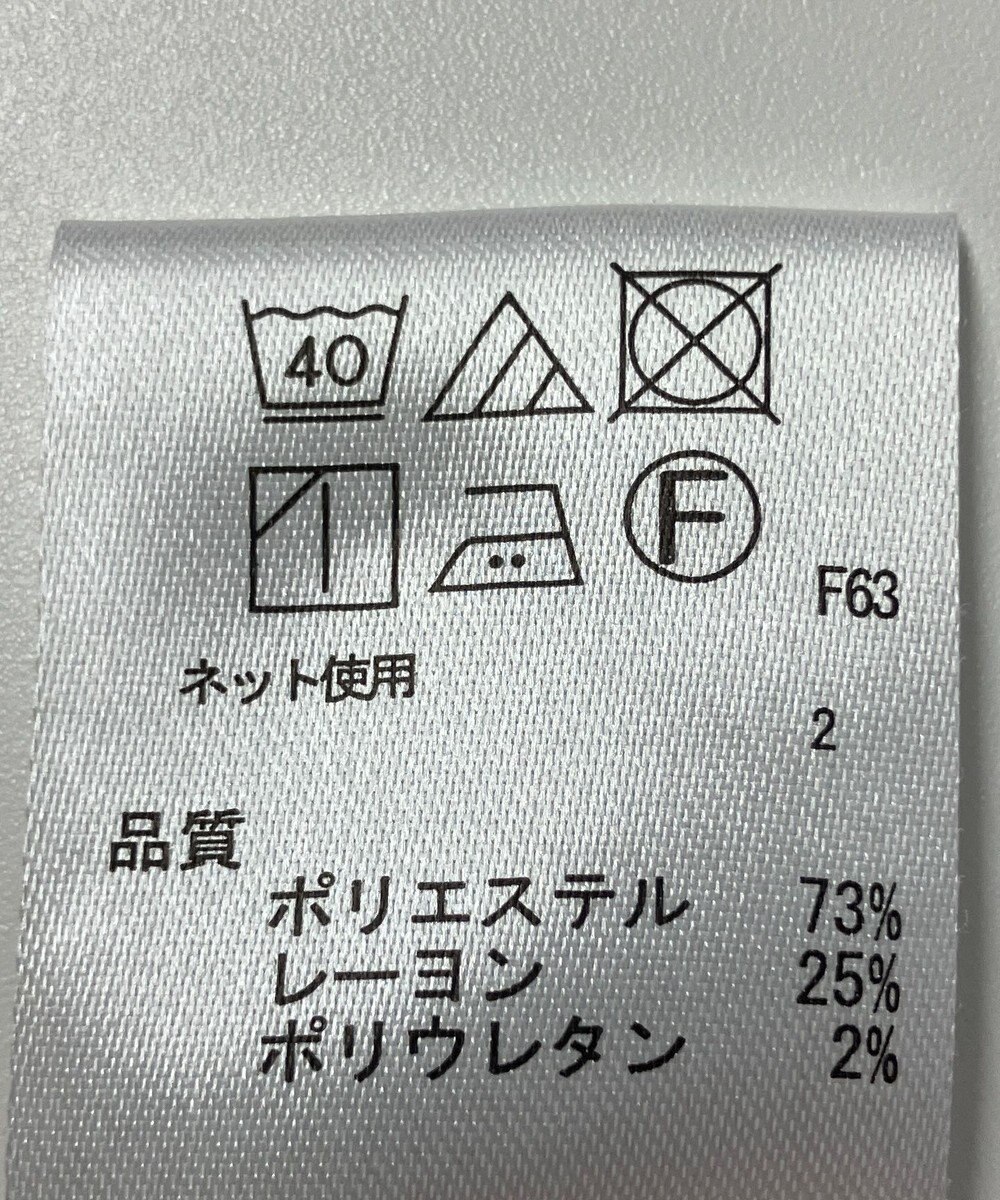 40
F
F63
ネット使用
2
品質
ポリエステル 73%
レーヨン 25%
ポリウレタン 2%